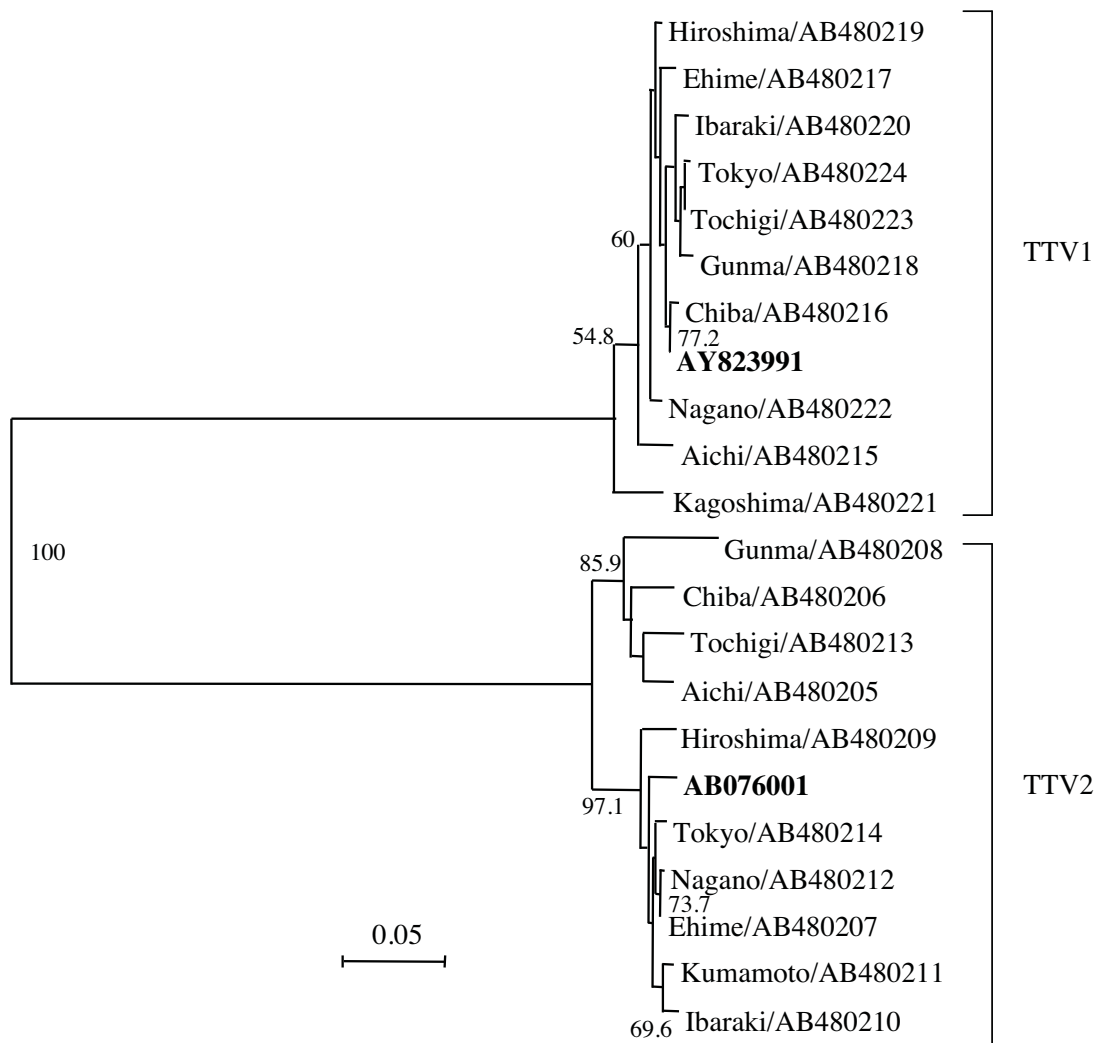 Hiroshima/AB480219
Ehime/AB480217
Ibaraki/AB480220
Tokyo/AB480224
Tochigi/AB480223
60
TTV1
Gunma/AB480218
Chiba/AB480216
54.8
77.2
AY823991
Nagano/AB480222
Aichi/AB480215
Kagoshima/AB480221
100
Gunma/AB480208
85.9
Chiba/AB480206
Tochigi/AB480213
Aichi/AB480205
Hiroshima/AB480209
AB076001
TTV2
97.1
Tokyo/AB480214
Nagano/AB480212
73.7
Ehime/AB480207
0.05
Kumamoto/AB480211
Ibaraki/AB480210
69.6